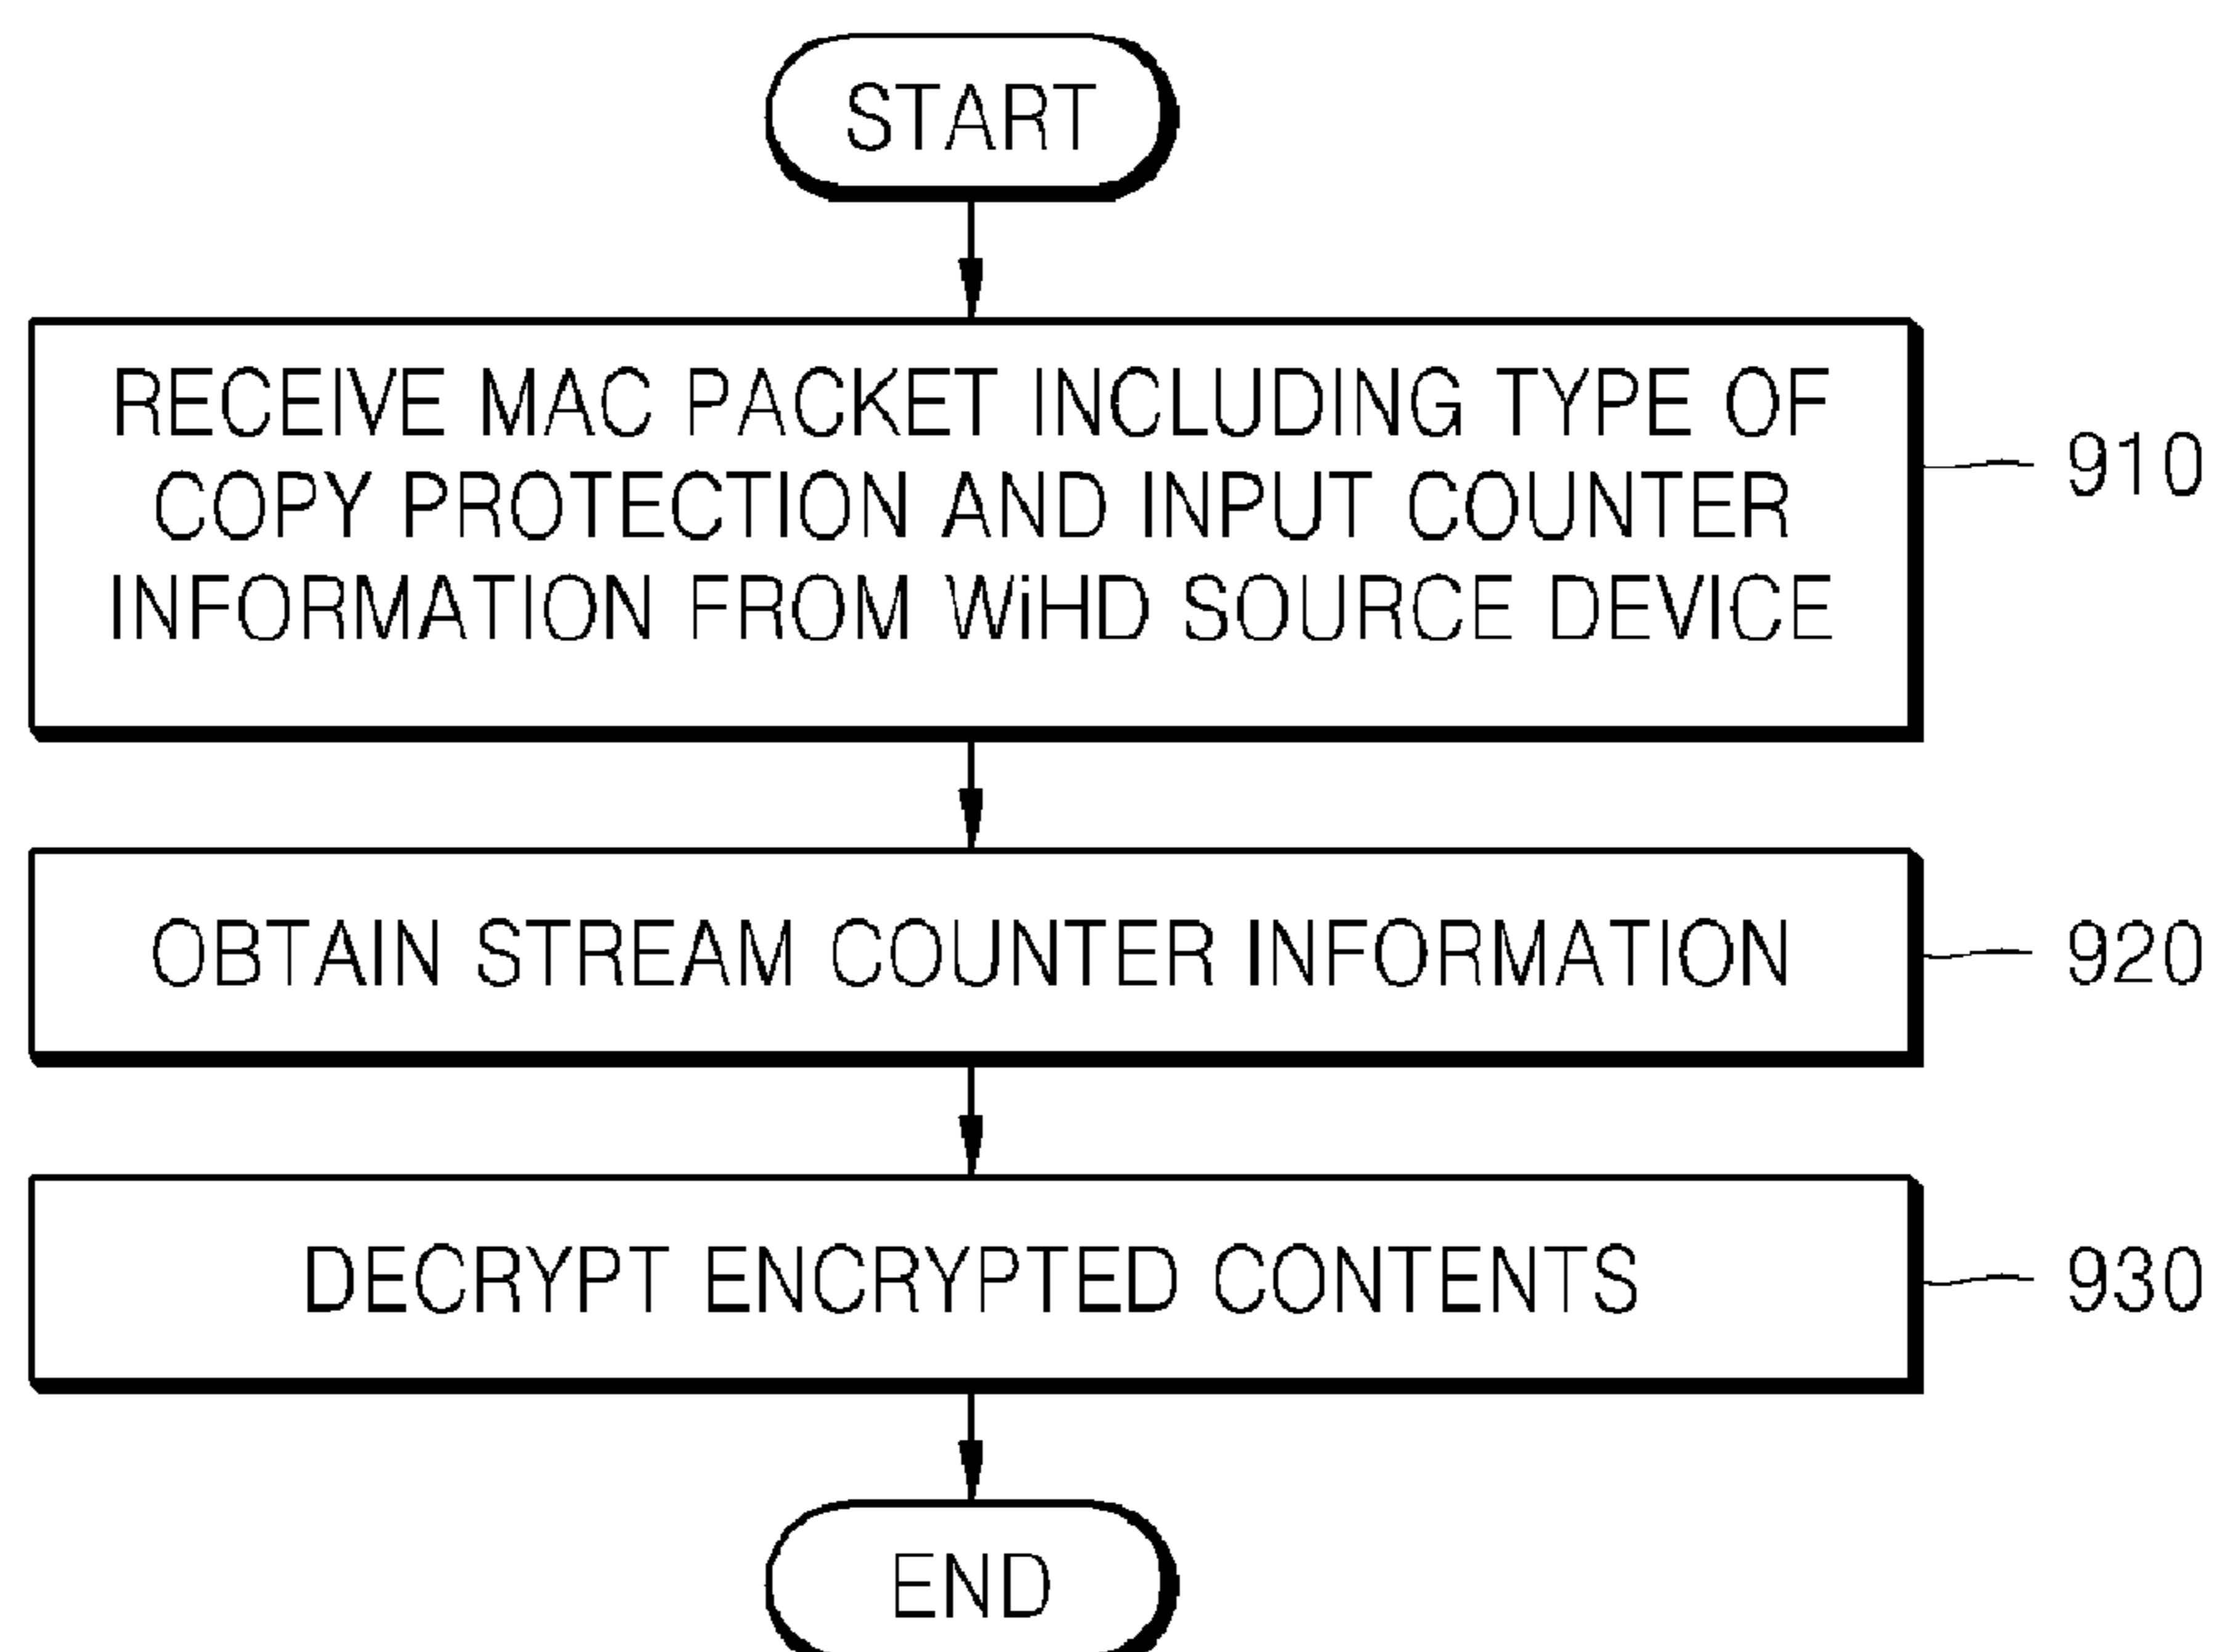 START
RECEIVE MAC PACKET INCLUDING TYPE OF
COPY PROTECTION AND INPUT COUNTER
INFORMATION FROM WiHD SOURCE DEVICE
910
OBTAIN STREAM COUNTER INFORMATION
920
DECRYPT ENCRYPTED CONTENTS
930
END